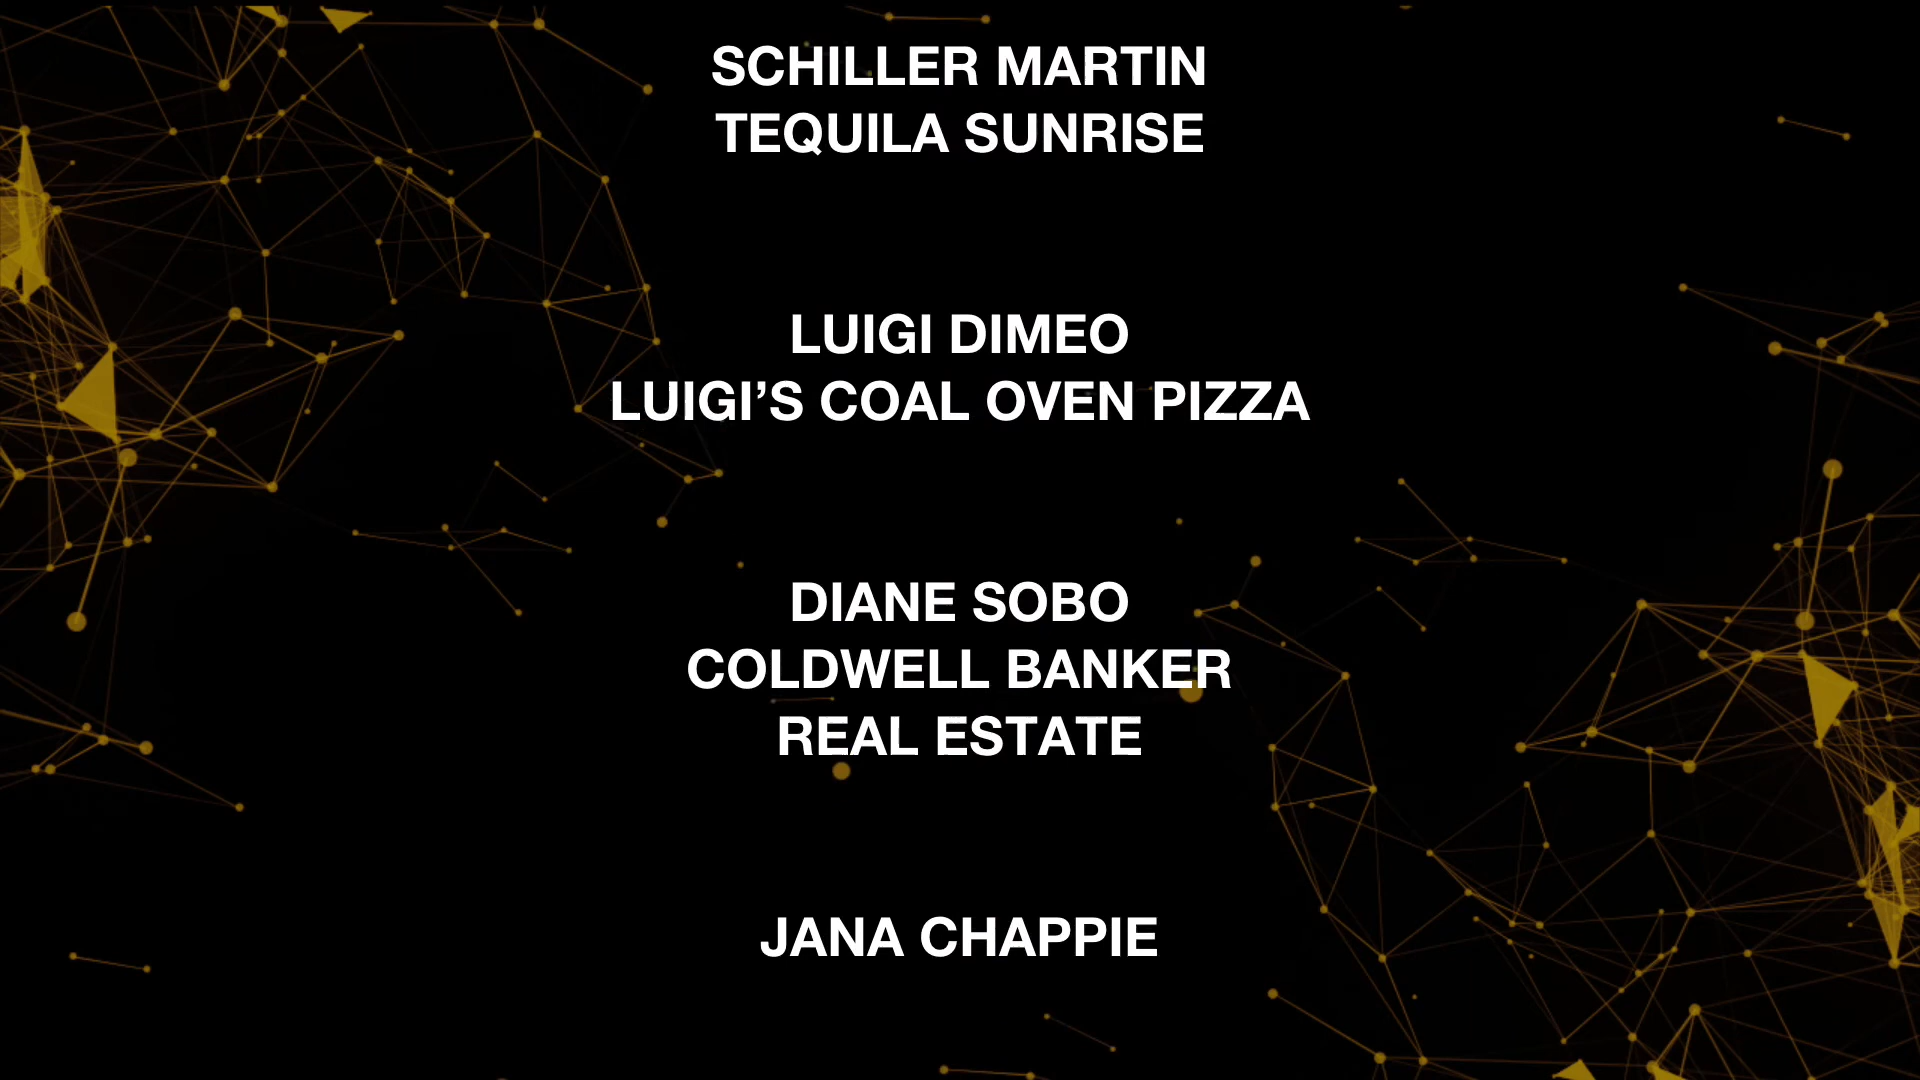 SCHILLER MARTIN
TEQUILA SUNRISE
LUIGI DIMEO
LUIGI’S COAL OVEN PIZZA
DIANE SOBO
COLDWELL BANKER
REAL ESTATE
JANA CHAPPIE